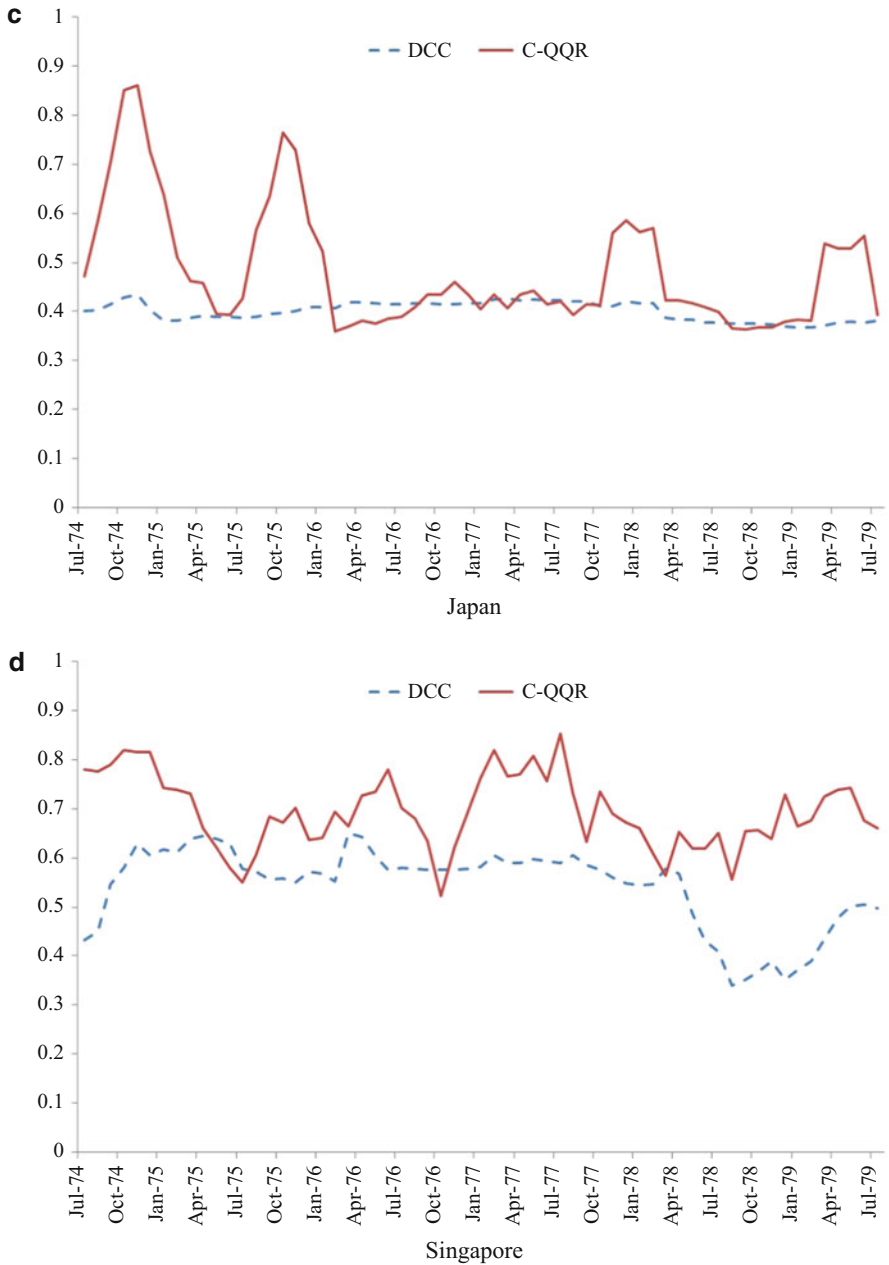 c
1
0.9
0.8
0.7
0.6
0.5
0.4
0.3
0.2
0.1
0
DCC C-QQR
Jul-74 Oct-74 Jan-75 Apr-75 Jul-75 Oct-75 Jan-76 Apr-76 Jul-76 Oct-76 Jan-77 Apr-77 Jul-77 Oct-77 Jan-78 Apr-78 Jul-78 Oct-78 Jan-79 Apr-79 Jul-79
Japan
d
1
0.9
0.8
0.7
0.6
0.5
0.4
0.3
0.2
0.1
0
DCC C-QQR
Jul-74 Oct-74 Jan-75 Apr-75 Jul-75 Oct-75 Jan-76 Apr-76 Jul-76 Oct-76 Jan-77 Apr-77 Jul-77 Oct-77 Jan-78 Apr-78 Jul-78 Oct-78 Jan-79 Apr-79 Jul-79
Singapore